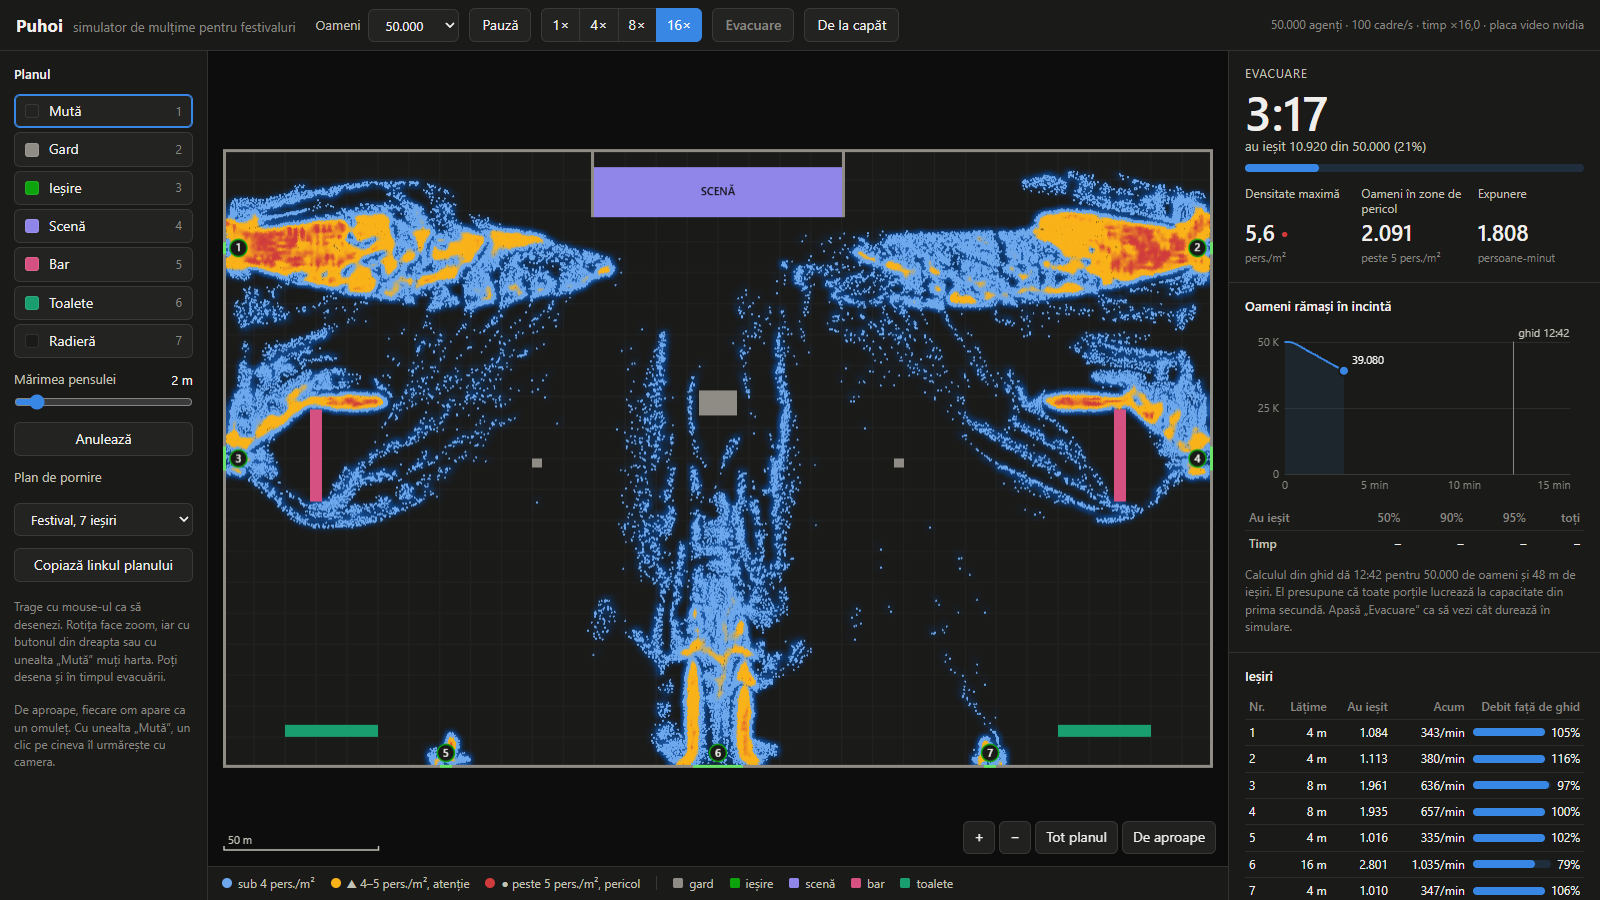 Puhoi simulator de mulțime pentru festivaluri Oameni 50.000 Pauză 1× 4× 8× 16× Evacuare De la capăt 50.000 agenți · 100 cadre/s · timp ×16,0 · placa video nvidia
Planul
Mută 1
Gard 2
Ieșire 3
Scenă 4
Bar 5
Toalete 6
Radieră 7
Mărimea pensulei 2 m
Anulează
Plan de pornire
Festival, 7 ieșiri
Copiază linkul planului
Trage cu mouse-ul ca să
desenezi. Rotița face zoom, iar cu
butonul din dreapta sau cu
unealta „Mută” muți harta. Poți
desena și în timpul evacuării.
De aproape, fiecare om apare ca
un omuleț. Cu unealta „Mută”, un
clic pe cineva îl urmărește cu
camera.
SCENĂ
1
2
3
4
5
6
7
50 m
+ − Tot planul De aproape
sub 4 pers./m² ▲ 4–5 pers./m², atenție ● peste 5 pers./m², pericol gard ieșire scenă bar toalete
EVACUARE
3:17
au ieșit 10.920 din 50.000 (21%)
Densitate maximă Oameni în zone de pericol Expunere
5,6 ● 2.091 1.808
pers./m² peste 5 pers./m² persoane-minut
Oameni rămași în incintă
ghid 12:42
50 K
39.080
25 K
0
0 5 min 10 min 15 min
Au ieșit 50% 90% 95% toți
Timp – – – –
Calculul din ghid dă 12:42 pentru 50.000 de oameni și 48 m de
ieșiri. El presupune că toate porțile lucrează la capacitate din
prima secundă. Apasă „Evacuare” ca să vezi cât durează în
simulare.
Ieșiri
Nr. Lățime Au ieșit Acum Debit față de ghid
1 4 m 1.084 343/min 105%
2 4 m 1.113 380/min 116%
3 8 m 1.961 636/min 97%
4 8 m 1.935 657/min 100%
5 4 m 1.016 335/min 102%
6 16 m 2.801 1.035/min 79%
7 4 m 1.010 347/min 106%